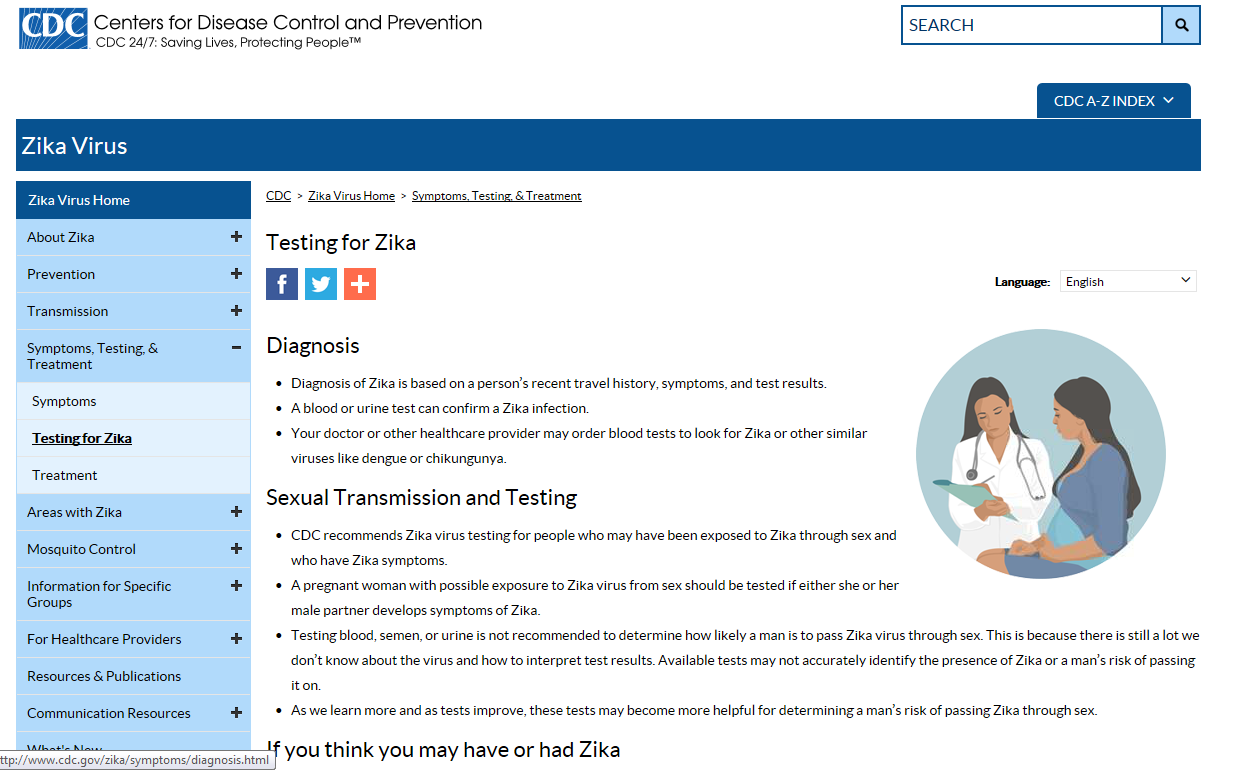 CDC Centers for Disease Control and Prevention
CDC 24/7: Saving Lives, Protecting People™
SEARCH
CDC A-Z INDEX
Zika Virus
Zika Virus Home
About Zika
Prevention
Transmission
Symptoms, Testing, &
Treatment
Symptoms
Testing for Zika
Treatment
Areas with Zika
Mosquito Control
Information for Specific
Groups
For Healthcare Providers
Resources & Publications
Communication Resources
What's New
ttp://www.cdc.gov/zika/symptoms/diagnosis.html
CDC > Zika Virus Home > Symptoms, Testing, & Treatment
Testing for Zika
Language: English
Diagnosis
• Diagnosis of Zika is based on a person's recent travel history, symptoms, and test results.
• A blood or urine test can confirm a Zika infection.
• Your doctor or other healthcare provider may order blood tests to look for Zika or other similar
viruses like dengue or chikungunya.
Sexual Transmission and Testing
• CDC recommends Zika virus testing for people who may have been exposed to Zika through sex and
who have Zika symptoms.
• A pregnant woman with possible exposure to Zika virus from sex should be tested if either she or her
male partner develops symptoms of Zika.
• Testing blood, semen, or urine is not recommended to determine how likely a man is to pass Zika virus through sex. This is because there is still a lot we
don't know about the virus and how to interpret test results. Available tests may not accurately identify the presence of Zika or a man's risk of passing
it on.
• As we learn more and as tests improve, these tests may become more helpful for determining a man's risk of passing Zika through sex.
If you think you may have or had Zika